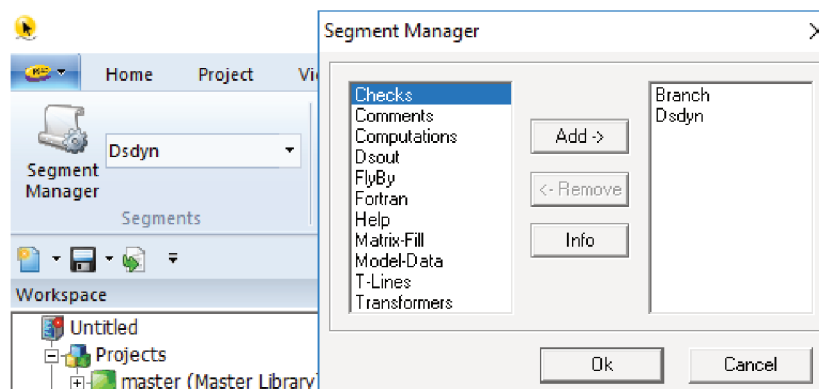 Segment Manager
Home Project
Checks
Comments
Computations
Dsout
FlyBy
Fortran
Help
Matrix-Fill
Model-Data
T-Lines
Transformers
Add ->
<- Remove
Info
Branch
Dsdyn
Dsdyn
Segment
Manager
Segments
Workspace
Untitled
Projects
master (Master Library)
Ok Cancel